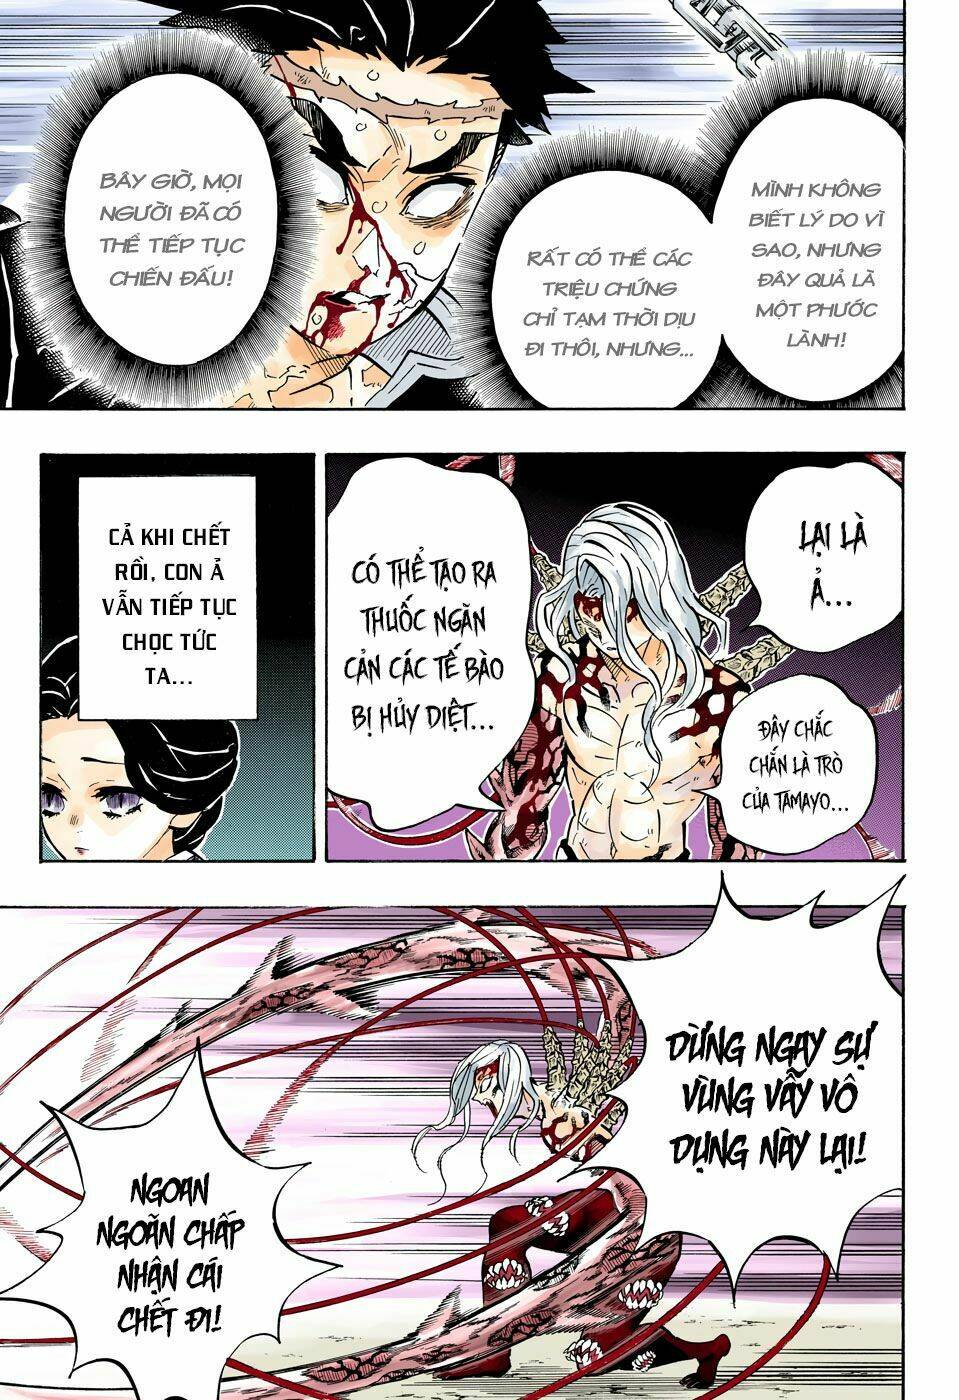 MÌNH KHÔNG
BIẾT LÝ DO VÌ
SAO, NHƯNG
ĐÂY QUẢ LÀ
MỘT PHƯỚC
LÀNH!
RẤT CÓ THỂ CÁC
TRIỆU CHỨNG
CHỈ TẠM THỜI DỊU
ĐI THÔI, NHƯNG...
BÂY GIỜ, MỌI
NGƯỜI ĐÃ CÓ
THỂ TIẾP TỤC
CHIẾN ĐẤU!
LẠI LÀ
Ả...
ĐÂY CHẮC
CHẮN LÀ TRÒ
CỦA TAMAYO...
CÓ THỂ TẠO RA
THUỐC NGĂN
CẢN CÁC TẾ BÀO
BỊ HỦY DIỆT...
CẢ KHI CHẾT
RỒI, CON Ả
VẪN TIẾP TỤC
CHỌC TỨC
TA...
DỪNG NGAY SỰ
VÙNG VẪY VÔ
DỤNG NÀY LẠI!
NGOAN
NGOÃN CHẤP
NHẬN CÁI
CHẾT ĐI!